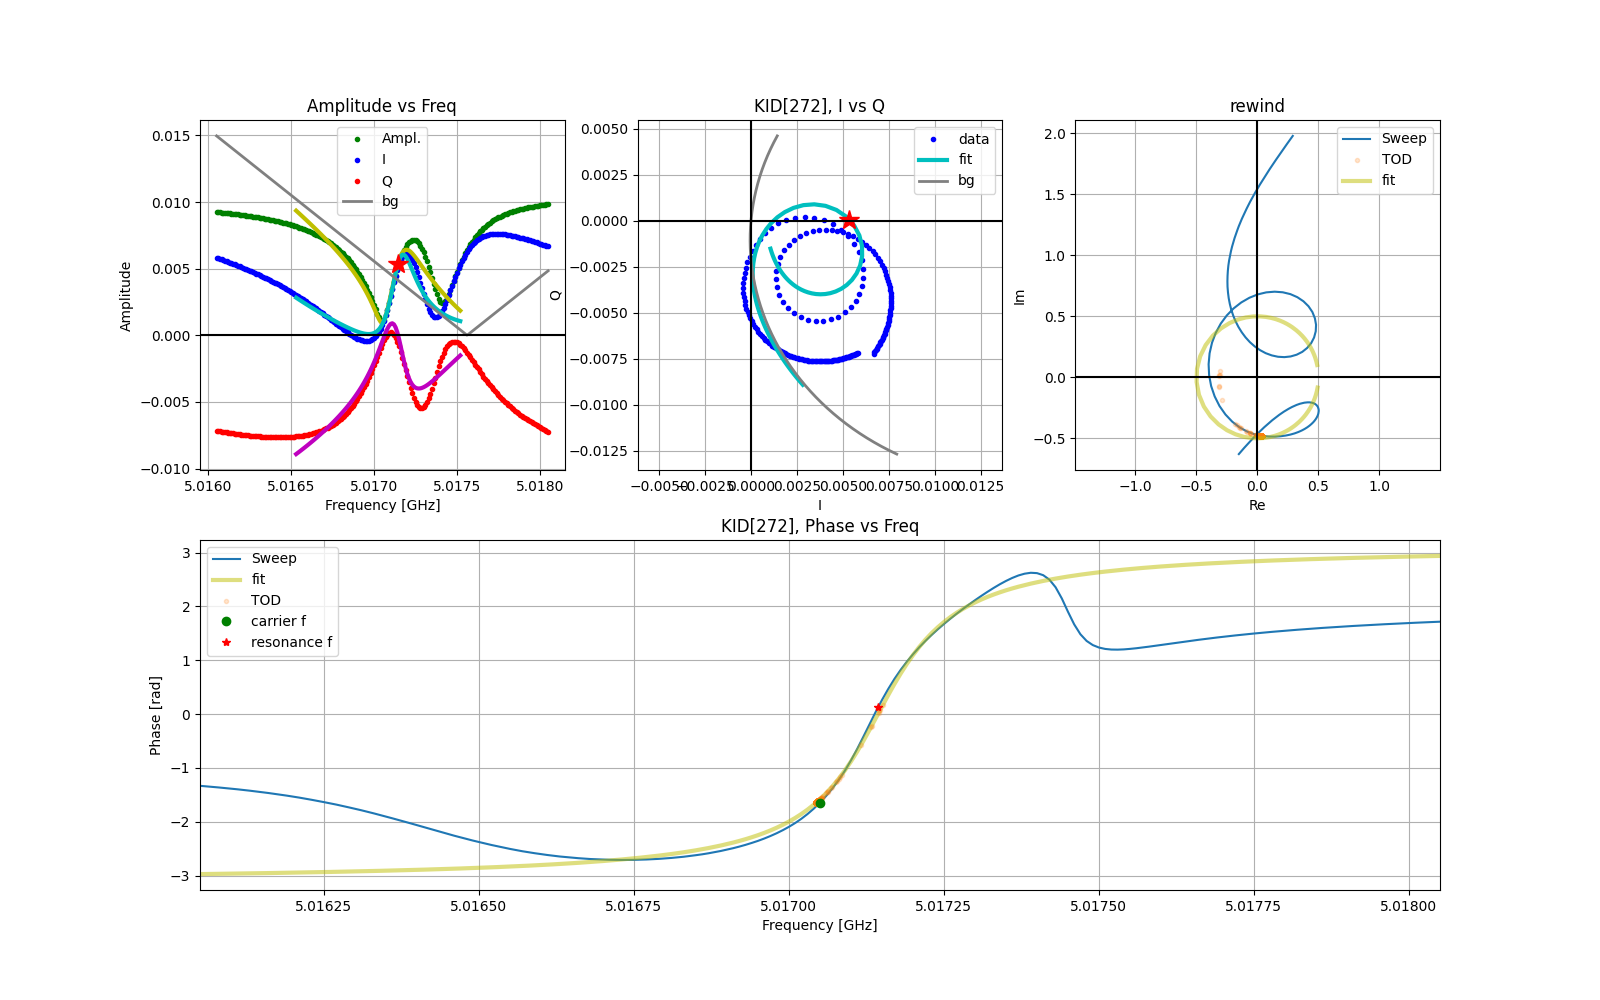 Amplitude vs Freq
0.015
0.010
0.005
0.000
−0.005
−0.010
Amplitude
5.0160 5.0165 5.0170 5.0175 5.0180
Frequency [GHz]
Ampl.
I
Q
bg
KID[272], I vs Q
0.0050
0.0025
0.0000
−0.0025
−0.0050
−0.0075
−0.0100
−0.0125
Q
−0.0050 −0.0025 0.0000 0.0025 0.0050 0.0075 0.0100 0.0125
I
data
fit
bg
rewind
2.0
1.5
1.0
0.5
0.0
−0.5
Im
−1.0 −0.5 0.0 0.5 1.0
Re
Sweep
TOD
fit
KID[272], Phase vs Freq
3
2
1
0
−1
−2
−3
Phase [rad]
Sweep
fit
TOD
carrier f
resonance f
5.01625 5.01650 5.01675 5.01700 5.01725 5.01750 5.01775 5.01800
Frequency [GHz]